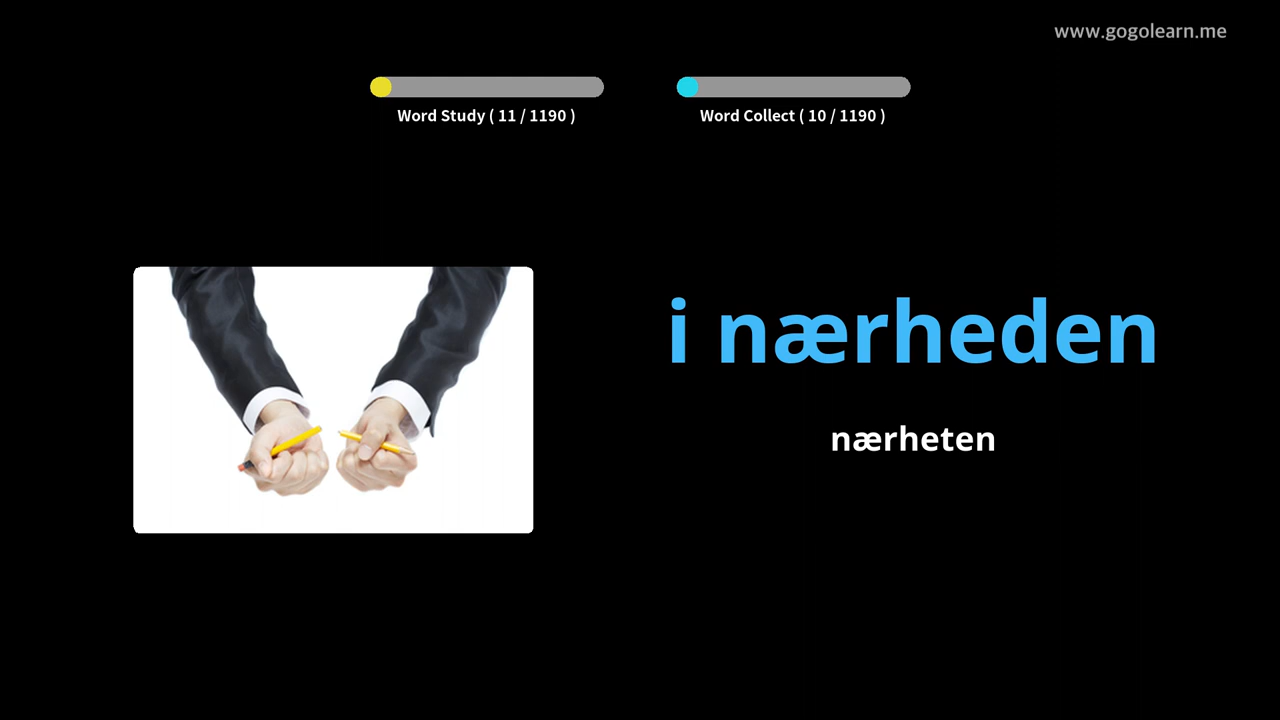 www.gogolearn.me
Word Study ( 11 / 1190 )
Word Collect ( 10 / 1190 )
i nærheden
nærheten